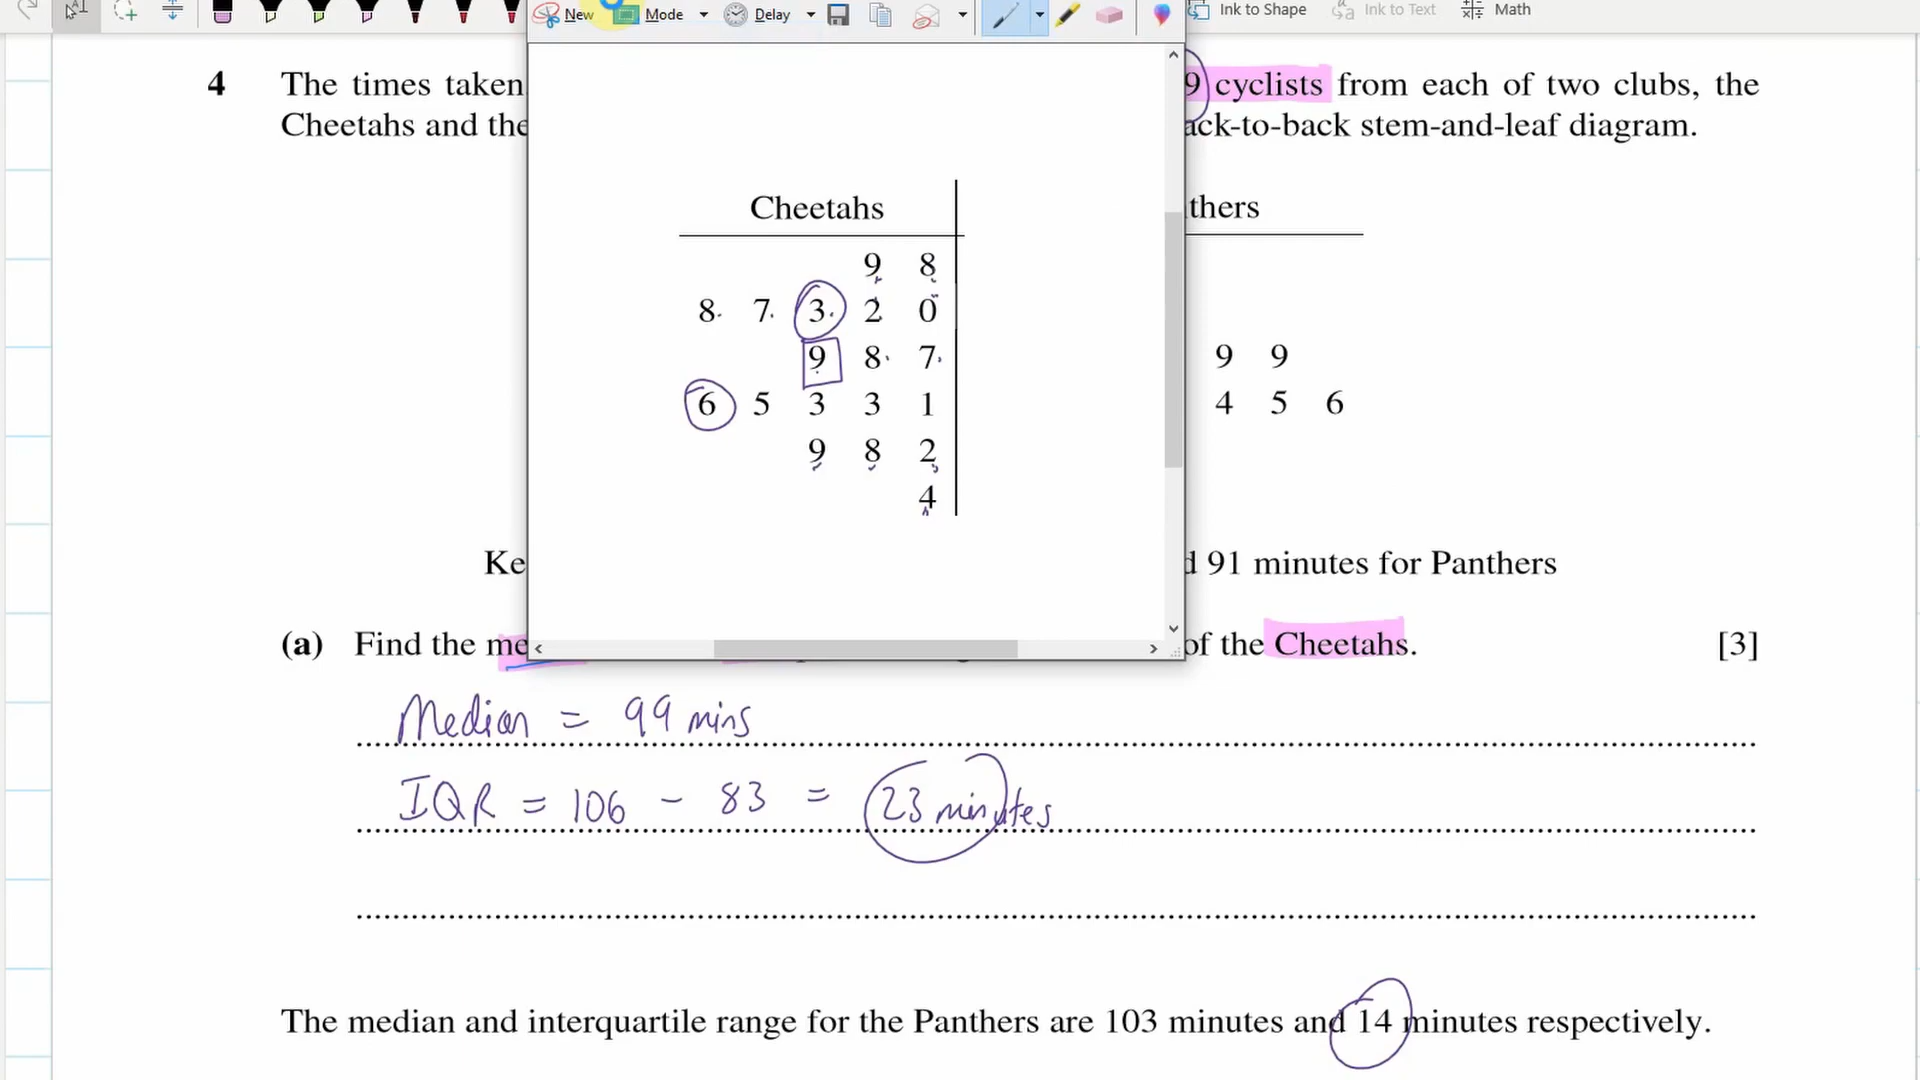 New Mode Delay Ink to Shape Ink to Text Math
4 The times taken 9 cyclists from each of two clubs, the
Cheetahs and the ack-to-back stem-and-leaf diagram.
Cheetahs thers
9 8
8 7 3 2 0
9 8 7 9 9
6 5 3 3 1 4 5 6
9 8 2
4
Ke d 91 minutes for Panthers
(a) Find the me of the Cheetahs. [3]
Median = 99 mins
IQR = 106 - 83 = 23 minutes
The median and interquartile range for the Panthers are 103 minutes and 14 minutes respectively.